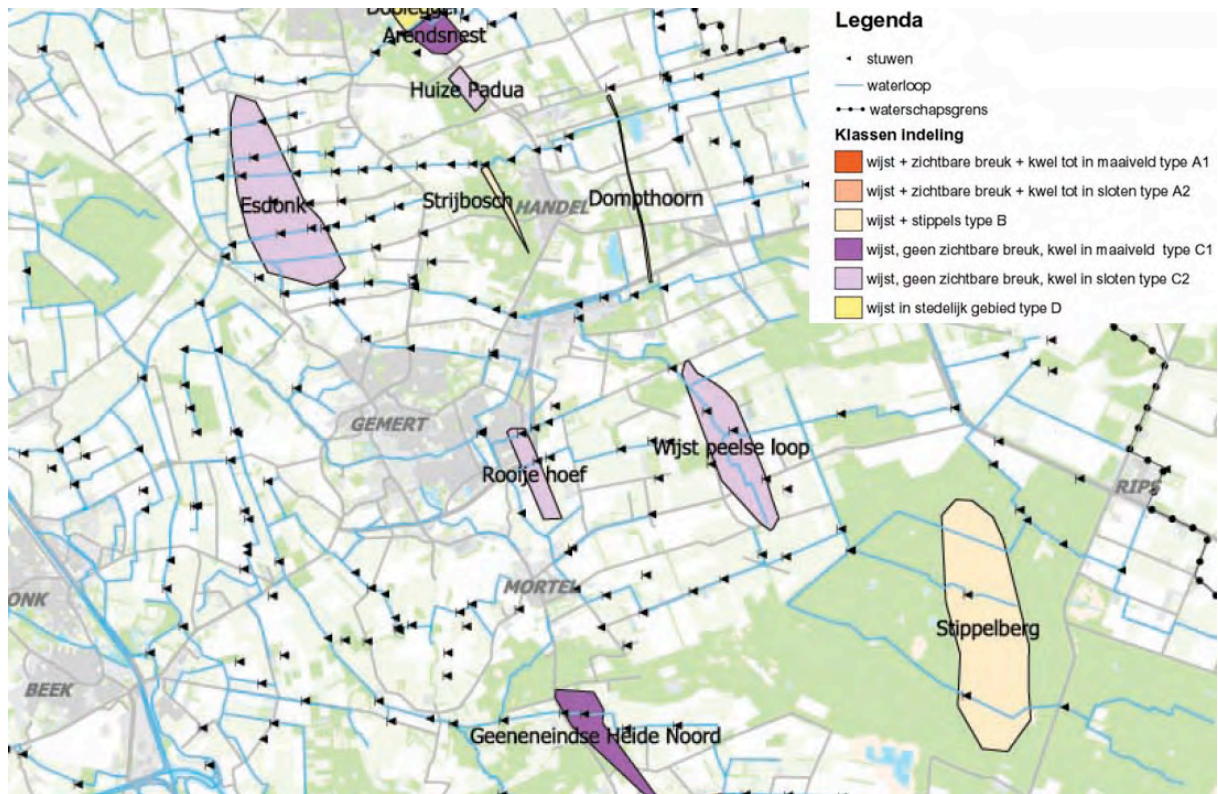 Dopleggen
Arendsnest
Huize Padua
Esdonk
Strijbosch
HANDEL
Dompthoorn
GEMERT
Rooije hoef
Wijst peelse loop
RIPS
MORTEL
ONK
Stippelberg
BEEK
Geeneneindse Heide Noord
Legenda
stuwen
waterloop
waterschapsgrens
Klassen indeling
wijst + zichtbare breuk + kwel tot in maaiveld type A1
wijst + zichtbare breuk + kwel tot in sloten type A2
wijst + stippels type B
wijst, geen zichtbare breuk, kwel in maaiveld type C1
wijst, geen zichtbare breuk, kwel in sloten type C2
wijst in stedelijk gebied type D